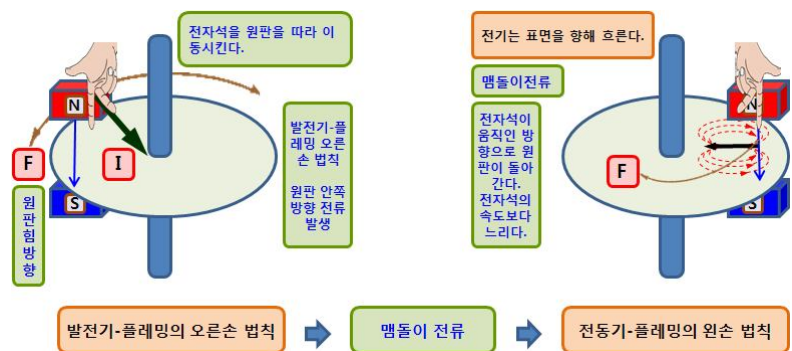 전자석을 원판을 따라 이
동시킨다.
N
F
I
S
원
판
힘
방
향
발전기-플
레밍 오른
손 법칙
원판 안쪽
방향 전류
발생
전기는 표면을 향해 흐른다.
맴돌이전류
전자석이
움직인 방
향으로 원
판이 돌아
간다.
전자석의
속도보다
느리다.
N
F
S
발전기-플레밍의 오른손 법칙
맴돌이 전류
전동기-플레밍의 왼손 법칙